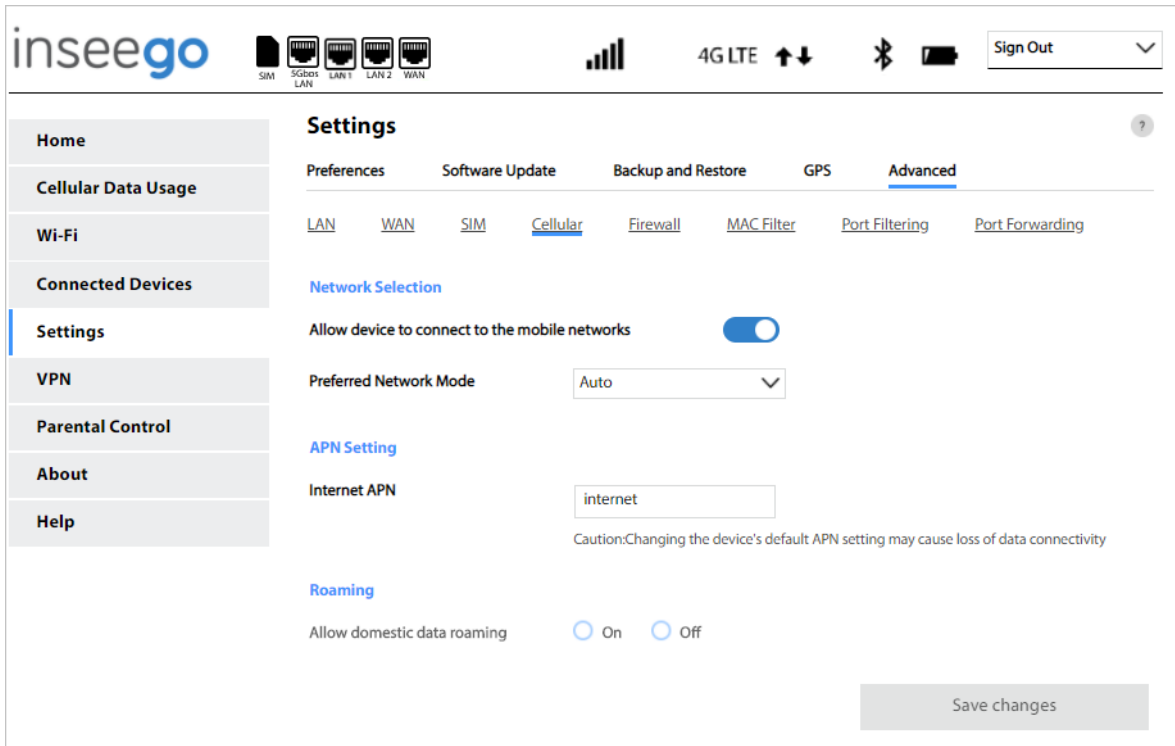 inseego
SIM
5Gbps LAN
LAN 1
LAN 2
WAN
4G LTE
Sign Out
Home
Cellular Data Usage
Wi-Fi
Connected Devices
Settings
VPN
Parental Control
About
Help
Settings
?
Preferences Software Update Backup and Restore GPS Advanced
LAN WAN SIM Cellular Firewall MAC Filter Port Filtering Port Forwarding
Network Selection
Allow device to connect to the mobile networks
Preferred Network Mode Auto
APN Setting
Internet APN internet
Caution:Changing the device's default APN setting may cause loss of data connectivity
Roaming
Allow domestic data roaming On Off
Save changes